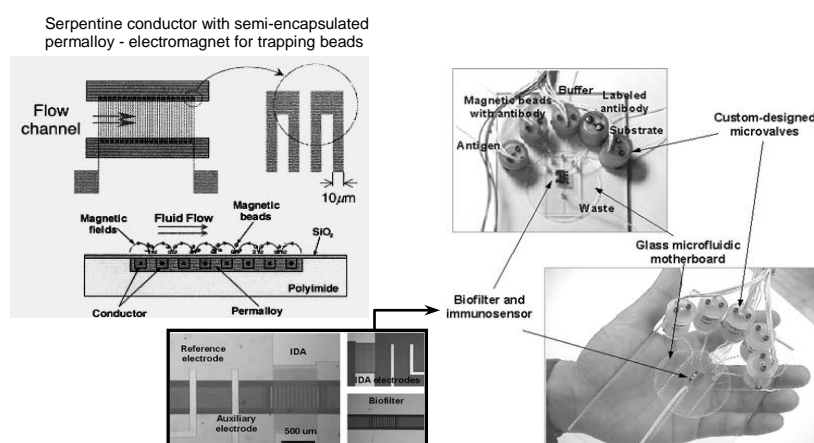 Serpentine conductor with semi-encapsulated
permalloy - electromagnet for trapping beads
Flow
channel
10μm
Magnetic
fields
Fluid Flow
Magnetic
beads
SiO₂
Polyimide
Conductor
Permalloy
Reference
electrode
IDA
Auxiliary
electrode
500 um
IDA electrodes
Biofilter
Buffer
Magnetic beads
with antibody
Labeled
antibody
Substrate
Antigen
Waste
Custom-designed
microvalves
Glass microfluidic
motherboard
Biofilter and
immunosensor